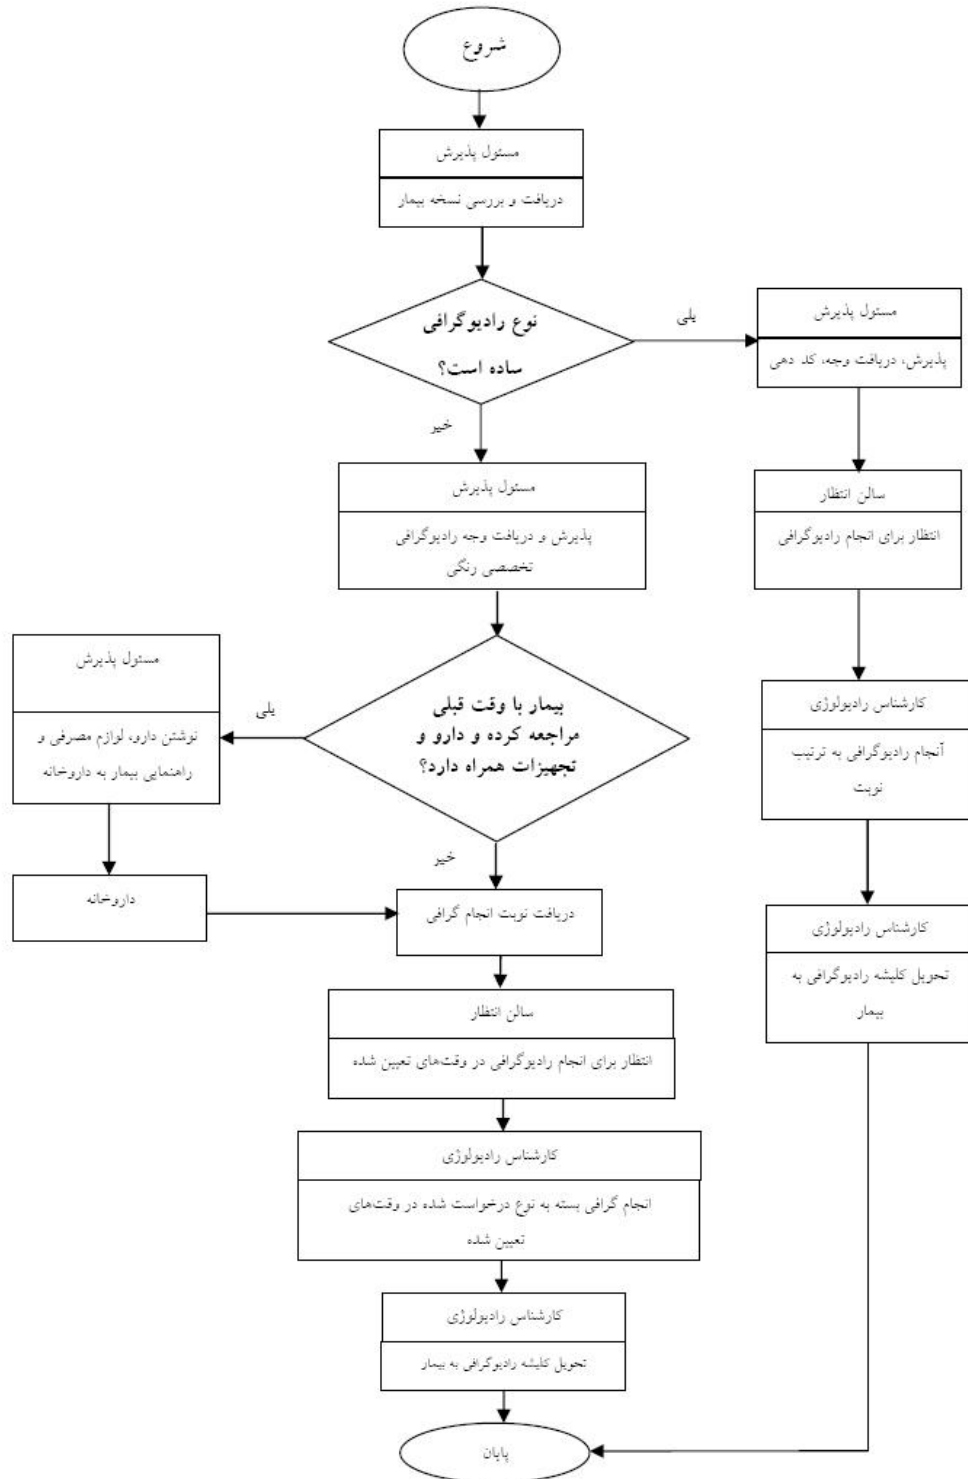 شروع
مسئول پذیرش
دریافت و بررسی نسخه بیمار
نوع رادیوگرافی
ساده است؟
یلی
مسئول پذیرش
پذیرش، دریافت وجه، کد دهی
خیر
مسئول پذیرش
پذیرش و دریافت وجه رادیوگرافی
تخصصی رنگی
سالن انتظار
انتظار برای انجام رادیوگرافی
بیمار با وقت قبلی
مراجعه کرده و دارو و
تجهیزات همراه دارد؟
یلی
مسئول پذیرش
نوشتن دارو، لوازم مصرفی و
راهنمایی بیمار به داروخانه
کارشناس رادیولوژی
آنجام رادیوگرافی به ترتیب
نوبت
خیر
داروخانه
دریافت نوبت انجام گرافی
کارشناس رادیولوژی
تحویل کلیشه رادیوگرافی به
بیمار
سالن انتظار
انتظار برای انجام رادیوگرافی در وقت‌های تعیین شده
کارشناس رادیولوژی
انجام گرافی بسته به نوع درخواست شده در وقت‌های
تعیین شده
کارشناس رادیولوژی
تحویل کلیشه رادیوگرافی به بیمار
پایان